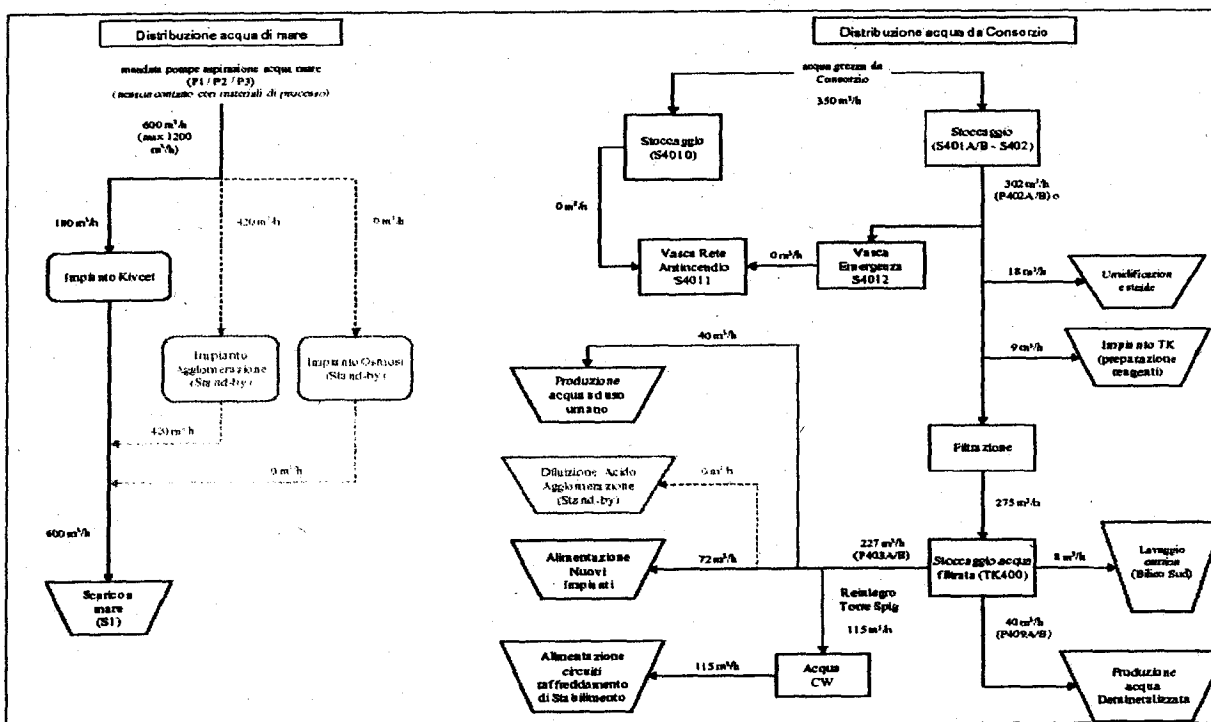 Distribuzione acqua di mare
mandata pompe aspirazione acqua mare
(P1 / P2 / P3)
(nessun contatto con materiali di processo)
600 m³/h
(max 1200
m³/h)
180 m³/h
420 m³/h
0 m³/h
Impianto Kivcet
Impianto
Agglomerazione
(Stand-by)
Impianto Osmosi
(Stand-by)
420 m³/h
0 m³/h
600 m³/h
Scarico a
mare
(S1)
Distribuzione acqua da Consorzio
acqua grezza da
Consorzio
350 m³/h
Stoccaggio
(S4010)
Stoccaggio
(S401A/B - S402)
302 m³/h
(P402A/B) o
0 m³/h
Vasca Rete
Antincendio
S4011
0 m³/h
Vasca
Emergenza
S4012
18 m³/h
Umidificazion
e strade
40 m³/h
9 m³/h
Impianto TK
(preparazione
reagenti)
Produzione
acqua ad uso
umano
Filtrazione
Diluizione Acido
Agglomerazione
(Stand-by)
0 m³/h
275 m³/h
Alimentazione
Nuovi
Impianti
72 m³/h
227 m³/h
(P403A/B)
Stoccaggio acqua
filtrata (TK400)
8 m³/h
Lavaggio
(Bilico Sud)
Reintegro
Torre Spig
115 m³/h
40 m³/h
(P409A/B)
Alimentazione
circuiti
raffreddamento
di Stabilimento
115 m³/h
Acqua
CW
Produzione
acqua
Demineralizzata